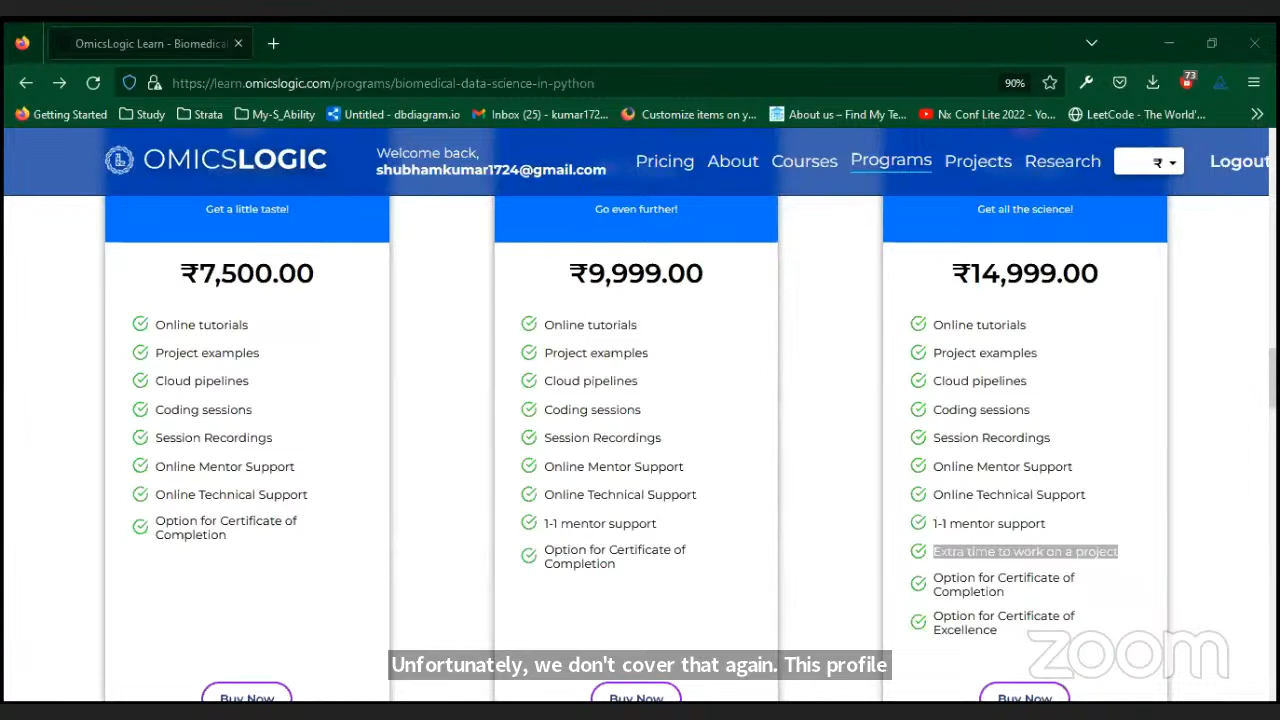 OmicsLogic Learn - Biomedical
https://learn.omicslogic.com/programs/biomedical-data-science-in-python
90%
73
Getting Started
Study
Strata
My-S_Ability
Untitled - dbdiagram.io
Inbox (25) - kumar172...
Customize items on y...
About us – Find My Te...
Nx Conf Lite 2022 - Yo...
LeetCode - The World'...
OMICSLOGIC
Welcome back,
shubhamkumar1724@gmail.com
Pricing
About
Courses
Programs
Projects
Research
₹
Logout
Get a little taste!
₹7,500.00
Online tutorials
Project examples
Cloud pipelines
Coding sessions
Session Recordings
Online Mentor Support
Online Technical Support
Option for Certificate of
Completion
Buy Now
Go even further!
₹9,999.00
Online tutorials
Project examples
Cloud pipelines
Coding sessions
Session Recordings
Online Mentor Support
Online Technical Support
1-1 mentor support
Option for Certificate of
Completion
Buy Now
Get all the science!
₹14,999.00
Online tutorials
Project examples
Cloud pipelines
Coding sessions
Session Recordings
Online Mentor Support
Online Technical Support
1-1 mentor support
Extra time to work on a project
Option for Certificate of
Completion
Option for Certificate of
Excellence
Buy Now
Unfortunately, we don't cover that again. This profile
zoom